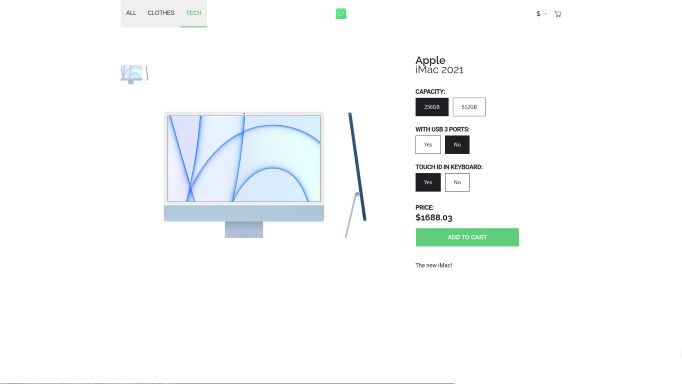 ALL CLOTHES TECH
$
Apple
iMac 2021
CAPACITY:
256GB 512GB
WITH USB 3 PORTS:
Yes No
TOUCH ID IN KEYBOARD:
Yes No
PRICE:
$1688.03
ADD TO CART
The new iMac!